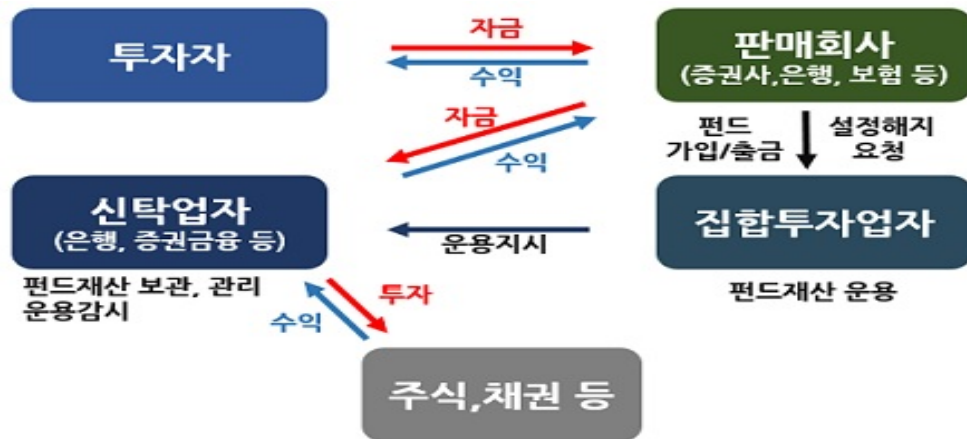 투자자
자금
수익
판매회사
(증권사,은행, 보험 등)
자금
수익
펀드
가입/출금
설정해지
요청
신탁업자
(은행, 증권금융 등)
운용지시
집합투자업자
펀드재산 보관, 관리
운용감시
투자
수익
펀드재산 운용
주식,채권 등